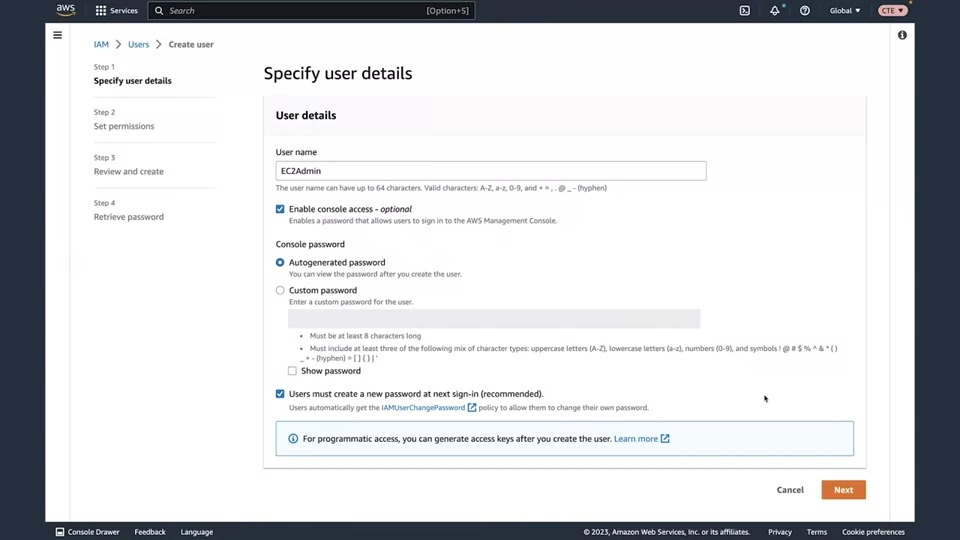 aws
Services
Search
[Option+S]
Global
CTE
IAM
Users
Create user
Step 1
Specify user details
Step 2
Set permissions
Step 3
Review and create
Step 4
Retrieve password
Specify user details
User details
User name
EC2Admin
The user name can have up to 64 characters. Valid characters: A-Z, a-z, 0-9, and + = , . @ _ - (hyphen)
Enable console access - optional
Enables a password that allows users to sign in to the AWS Management Console.
Console password
Autogenerated password
You can view the password after you create the user.
Custom password
Enter a custom password for the user.
• Must be at least 8 characters long
• Must include at least three of the following mix of character types: uppercase letters (A-Z), lowercase letters (a-z), numbers (0-9), and symbols ! @ # $ % ^ & * ( )
_ + - (hyphen) = [ ] { } | '
Show password
Users must create a new password at next sign-in (recommended).
Users automatically get the IAMUserChangePassword policy to allow them to change their own password.
For programmatic access, you can generate access keys after you create the user. Learn more
Cancel
Next
Console Drawer
Feedback
Language
© 2023, Amazon Web Services, Inc. or its affiliates.
Privacy
Terms
Cookie preferences